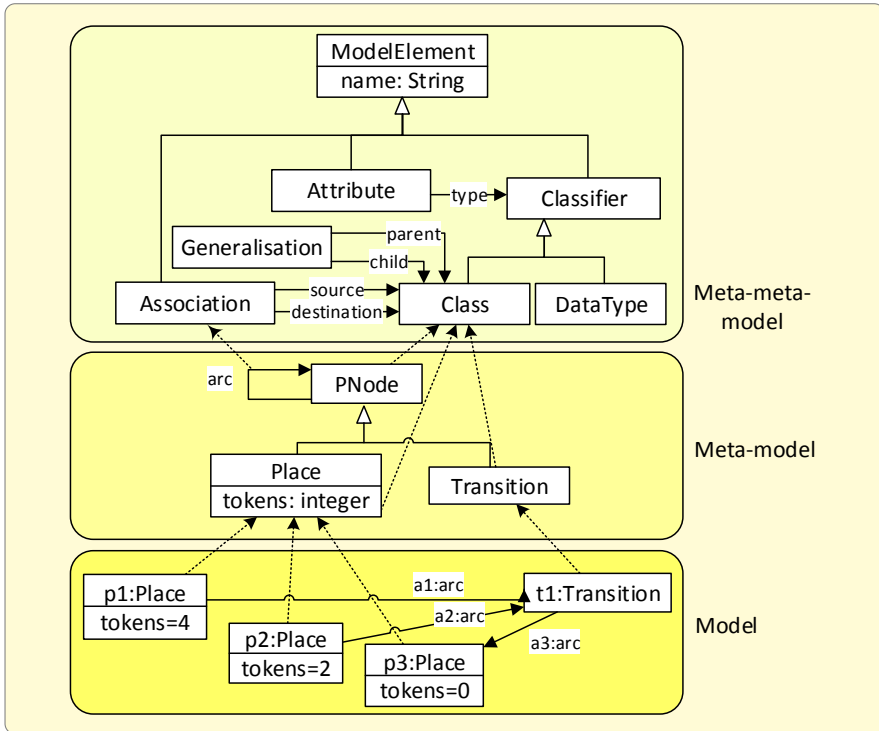 ModelElement
name: String
Attribute
type
Classifier
Generalisation
parent
child
Association
source
destination
Class
DataType
Meta-meta-
model
arc
PNode
Place
tokens: integer
Transition
Meta-model
p1:Place
tokens=4
a1:arc
t1:Transition
a2:arc
p2:Place
tokens=2
a3:arc
p3:Place
tokens=0
Model